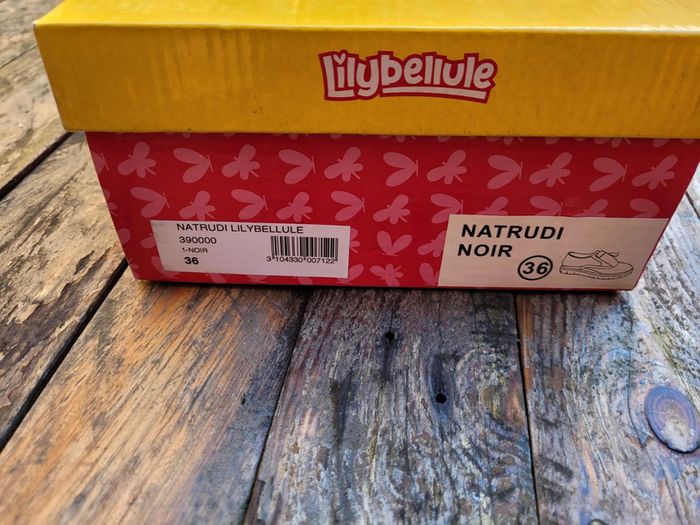 Lilybellule
NATRUDI LILYBELLULE
390000
1-NOIR
36
3 104330 007122
NATRUDI
NOIR
36